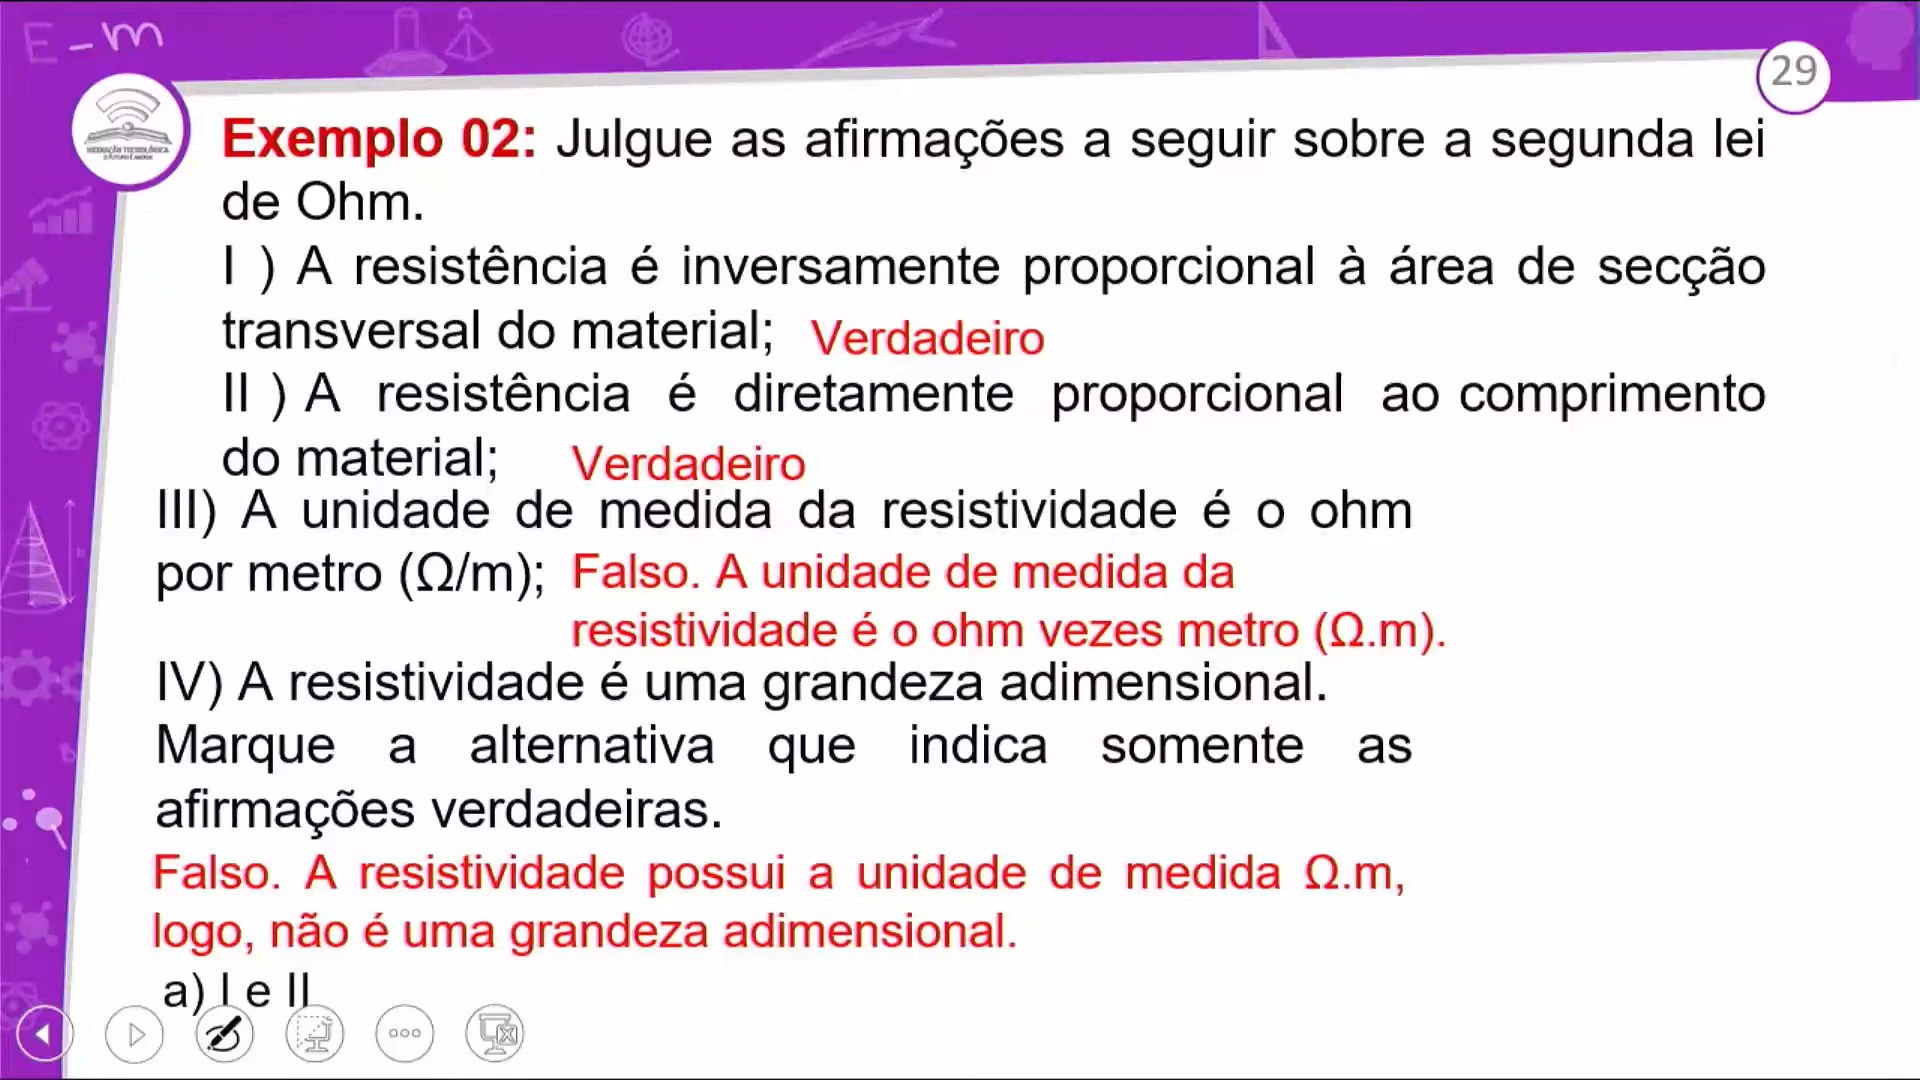 29
Exemplo 02: Julgue as afirmações a seguir sobre a segunda lei
de Ohm.
I ) A resistência é inversamente proporcional à área de secção
transversal do material; Verdadeiro
II ) A resistência é diretamente proporcional ao comprimento
do material; Verdadeiro
III) A unidade de medida da resistividade é o ohm
por metro (Ω/m); Falso. A unidade de medida da
resistividade é o ohm vezes metro (Ω.m).
IV) A resistividade é uma grandeza adimensional.
Marque a alternativa que indica somente as
afirmações verdadeiras.
Falso. A resistividade possui a unidade de medida Ω.m,
logo, não é uma grandeza adimensional.
a) I e II